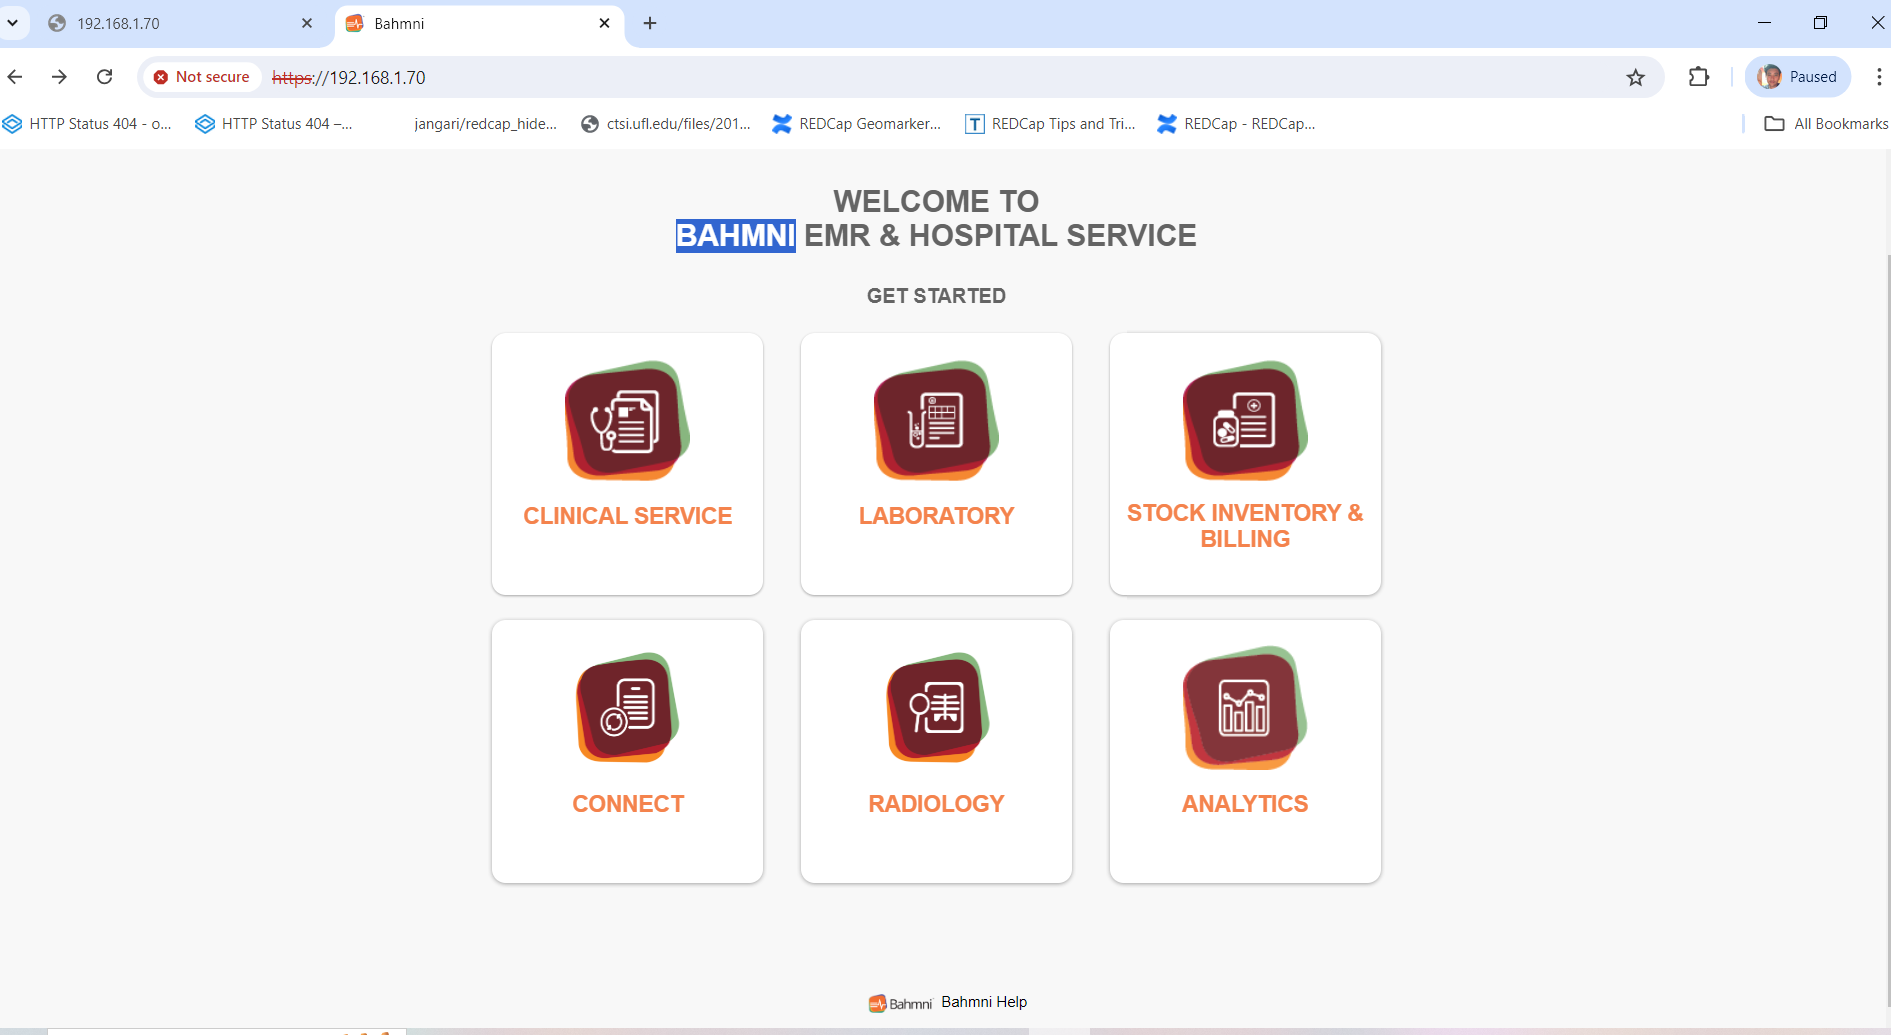 192.168.1.70
Bahmni
Not secure
https://192.168.1.70
Paused
HTTP Status 404 - o...
HTTP Status 404 –...
jangari/redcap_hide...
ctsi.ufl.edu/files/201...
REDCap Geomarker...
REDCap Tips and Tri...
REDCap - REDCap...
All Bookmarks
WELCOME TO
BAHMNI EMR & HOSPITAL SERVICE
GET STARTED
CLINICAL SERVICE
LABORATORY
STOCK INVENTORY &
BILLING
CONNECT
RADIOLOGY
ANALYTICS
Bahmni Bahmni Help